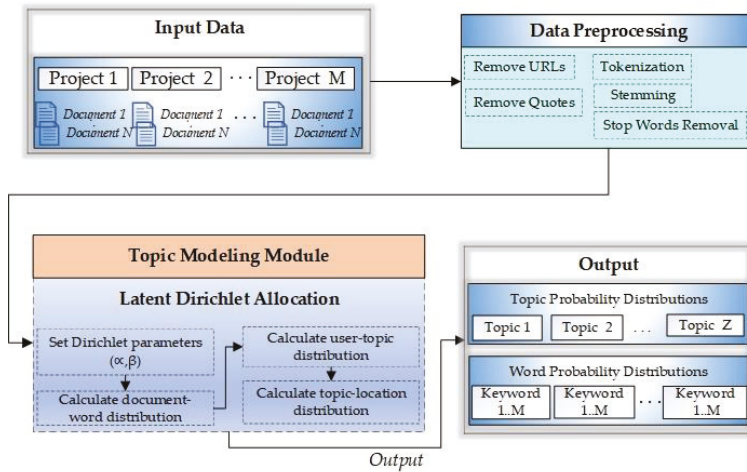 Input Data
Project 1 Project 2 ... Project M
Document 1 Document 1 ... Document 1
Document N Document N Document N
Data Preprocessing
Remove URLs Tokenization
Remove Quotes Stemming
Stop Words Removal
Topic Modeling Module
Latent Dirichlet Allocation
Set Dirichlet parameters
(∝,β)
Calculate document-
word distribution
Calculate user-topic
distribution
Calculate topic-location
distribution
Output
Output
Topic Probability Distributions
Topic 1 Topic 2 ... Topic Z
Word Probability Distributions
Keyword Keyword ... Keyword
1..M 1..M 1..M